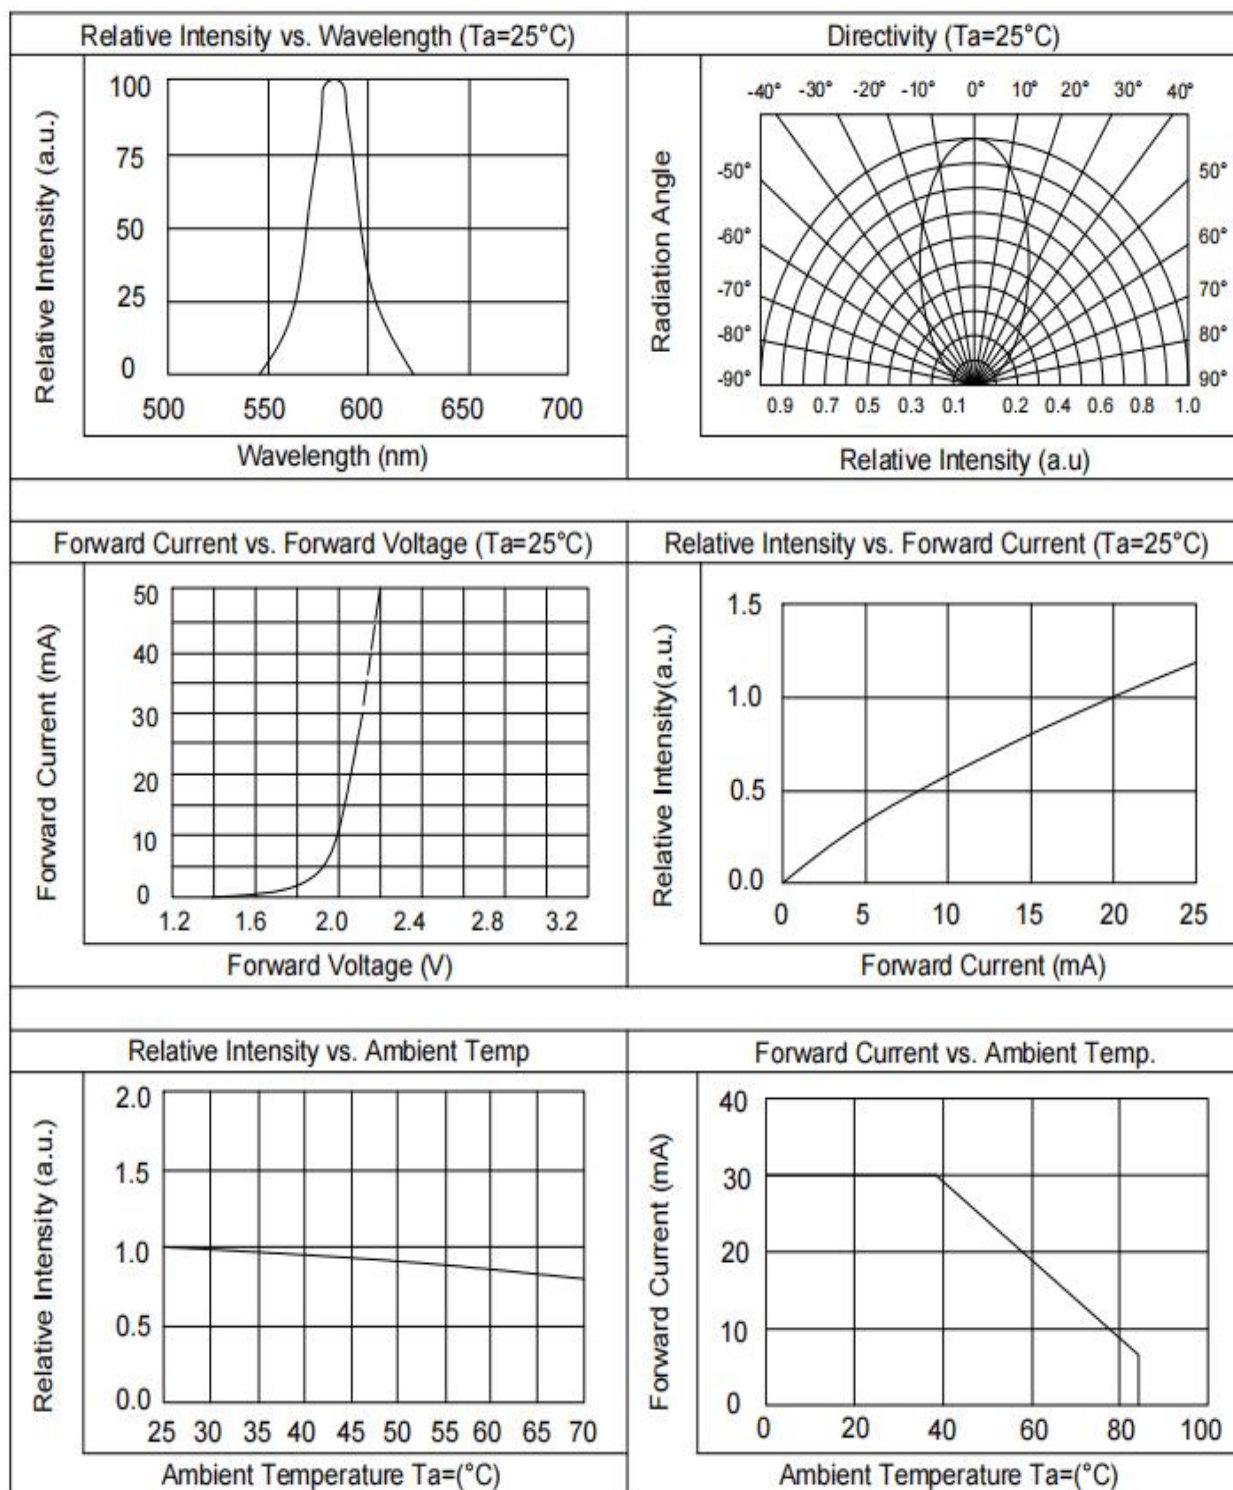 Relative Intensity vs. Wavelength (Ta=25°C)
Relative Intensity (a.u.)
100
75
50
25
0
500 550 600 650 700
Wavelength (nm)
Directivity (Ta=25°C)
Radiation Angle
-40° -30° -20° -10° 0° 10° 20° 30° 40°
-50° 50°
-60° 60°
-70° 70°
-80° 80°
-90° 90°
0.9 0.7 0.5 0.3 0.1 0.2 0.4 0.6 0.8 1.0
Relative Intensity (a.u)
Forward Current vs. Forward Voltage (Ta=25°C)
Forward Current (mA)
50
40
30
20
10
0
1.2 1.6 2.0 2.4 2.8 3.2
Forward Voltage (V)
Relative Intensity vs. Forward Current (Ta=25°C)
Relative Intensity(a.u.)
1.5
1.0
0.5
0.0
0 5 10 15 20 25
Forward Current (mA)
Relative Intensity vs. Ambient Temp
Relative Intensity (a.u.)
2.0
1.5
1.0
0.5
0.0
25 30 35 40 45 50 55 60 65 70
Ambient Temperature Ta=(°C)
Forward Current vs. Ambient Temp.
Forward Current (mA)
40
30
20
10
0
0 20 40 60 80 100
Ambient Temperature Ta=(°C)